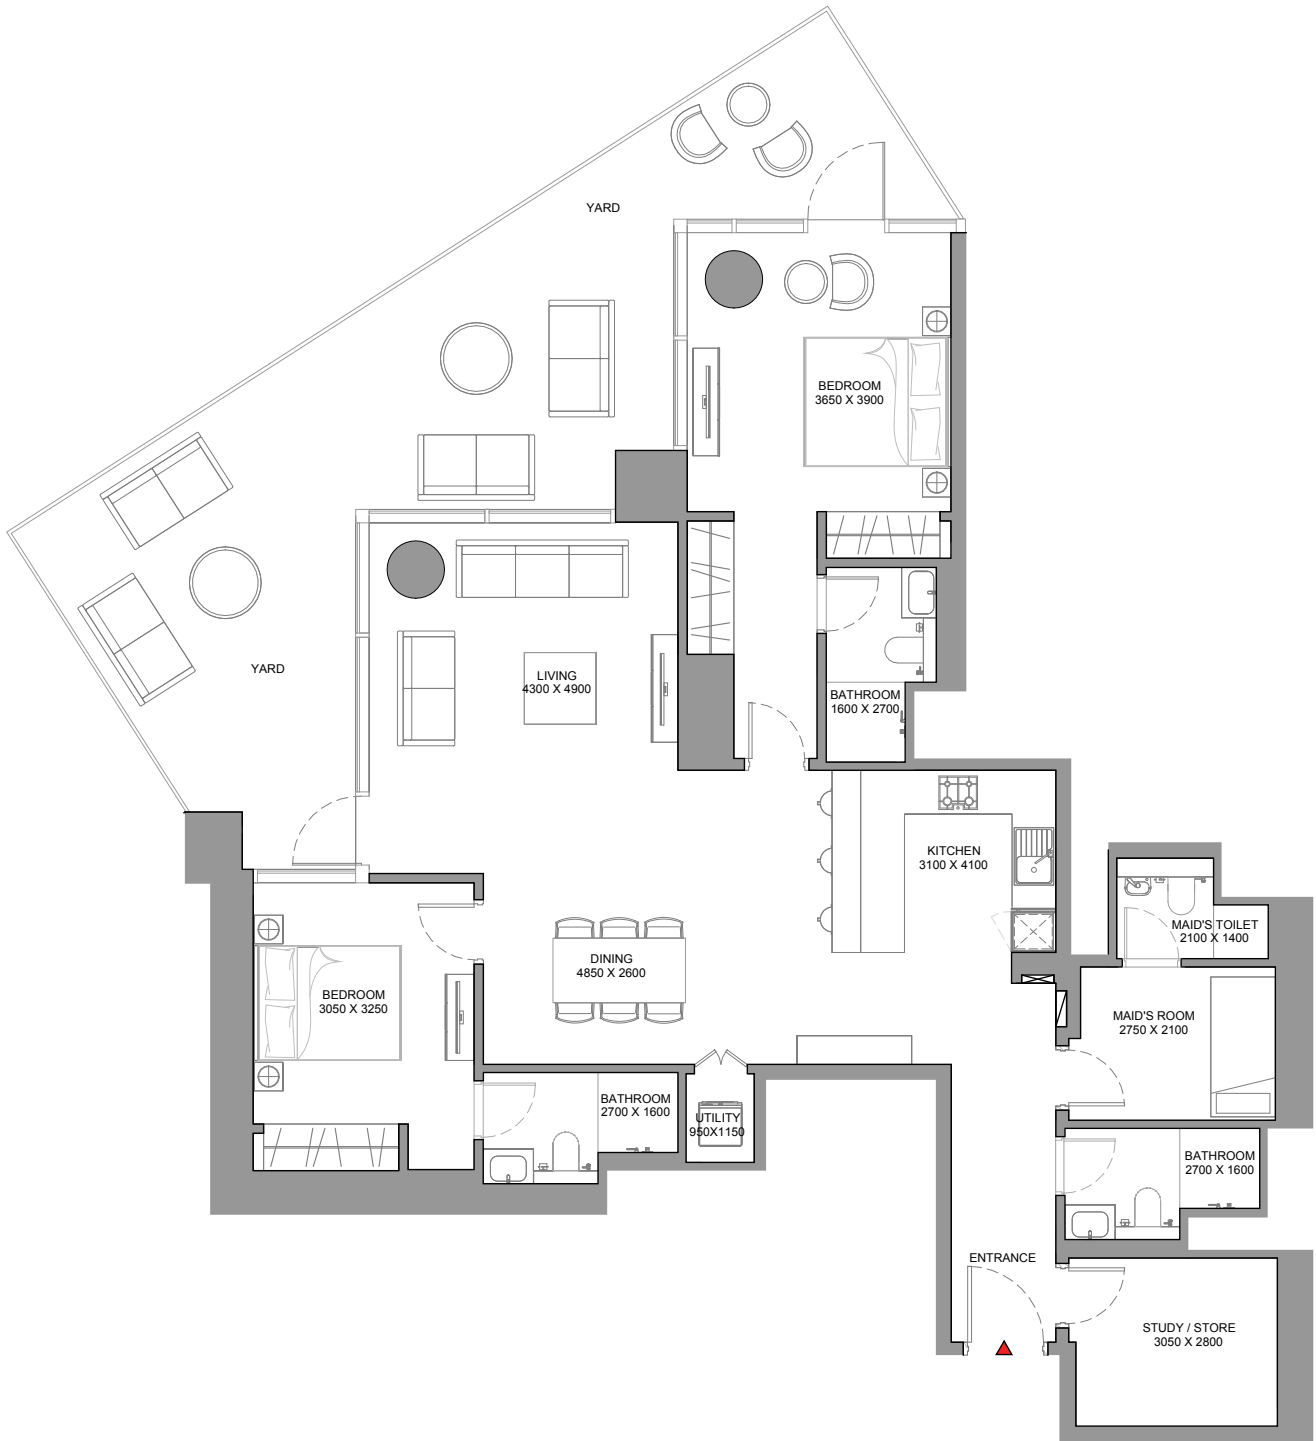 YARD
BEDROOM
3650 X 3900
YARD
LIVING
4300 X 4900
BATHROOM
1600 X 2700
KITCHEN
3100 X 4100
MAID'S TOILET
2100 X 1400
DINING
4850 X 2600
BEDROOM
3050 X 3250
MAID'S ROOM
2750 X 2100
BATHROOM
2700 X 1600
UTILITY
950X1150
BATHROOM
2700 X 1600
ENTRANCE
STUDY / STORE
3050 X 2800